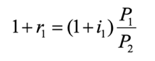 1 + r₁ = (1 + i₁) P₁/P₂